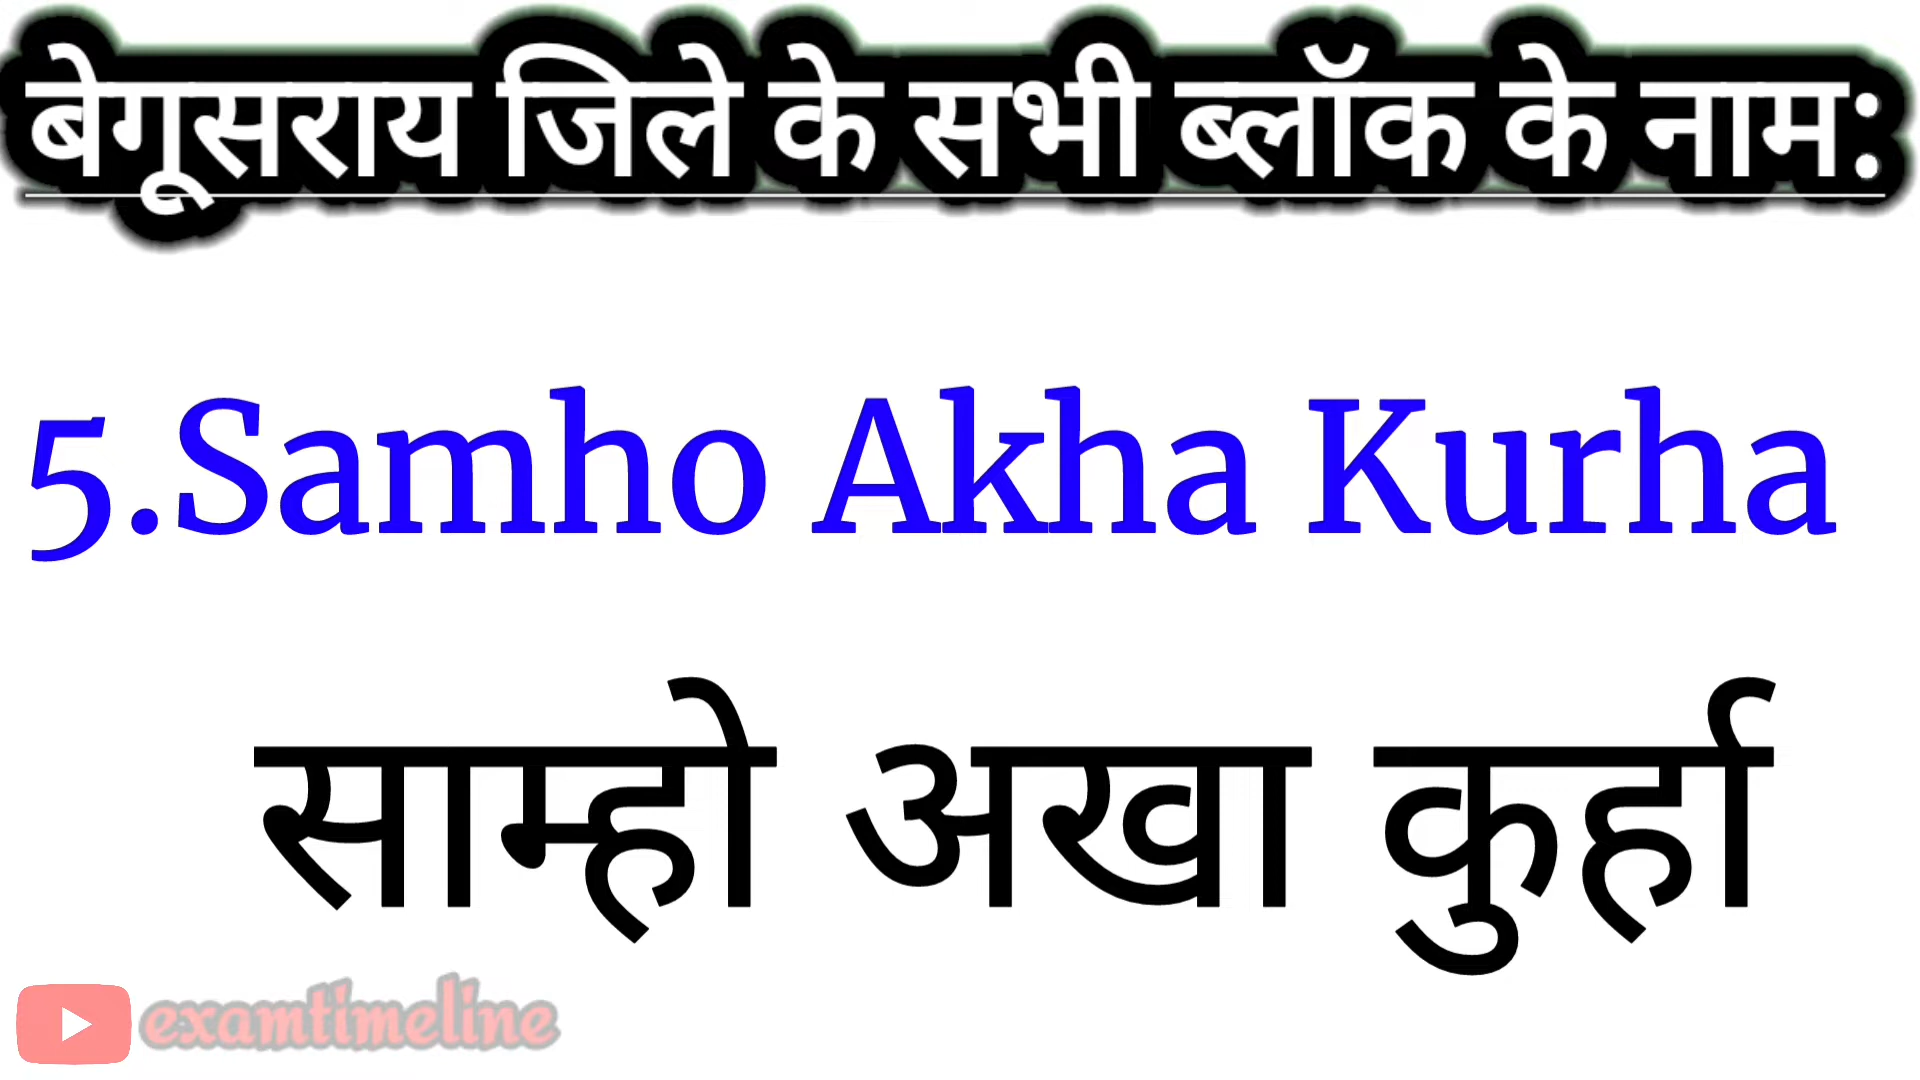 बेगूसराय जिले के सभी ब्लॉक के नाम:
5.Samho Akha Kurha
साम्हो अखा कुर्हा
examtimeline